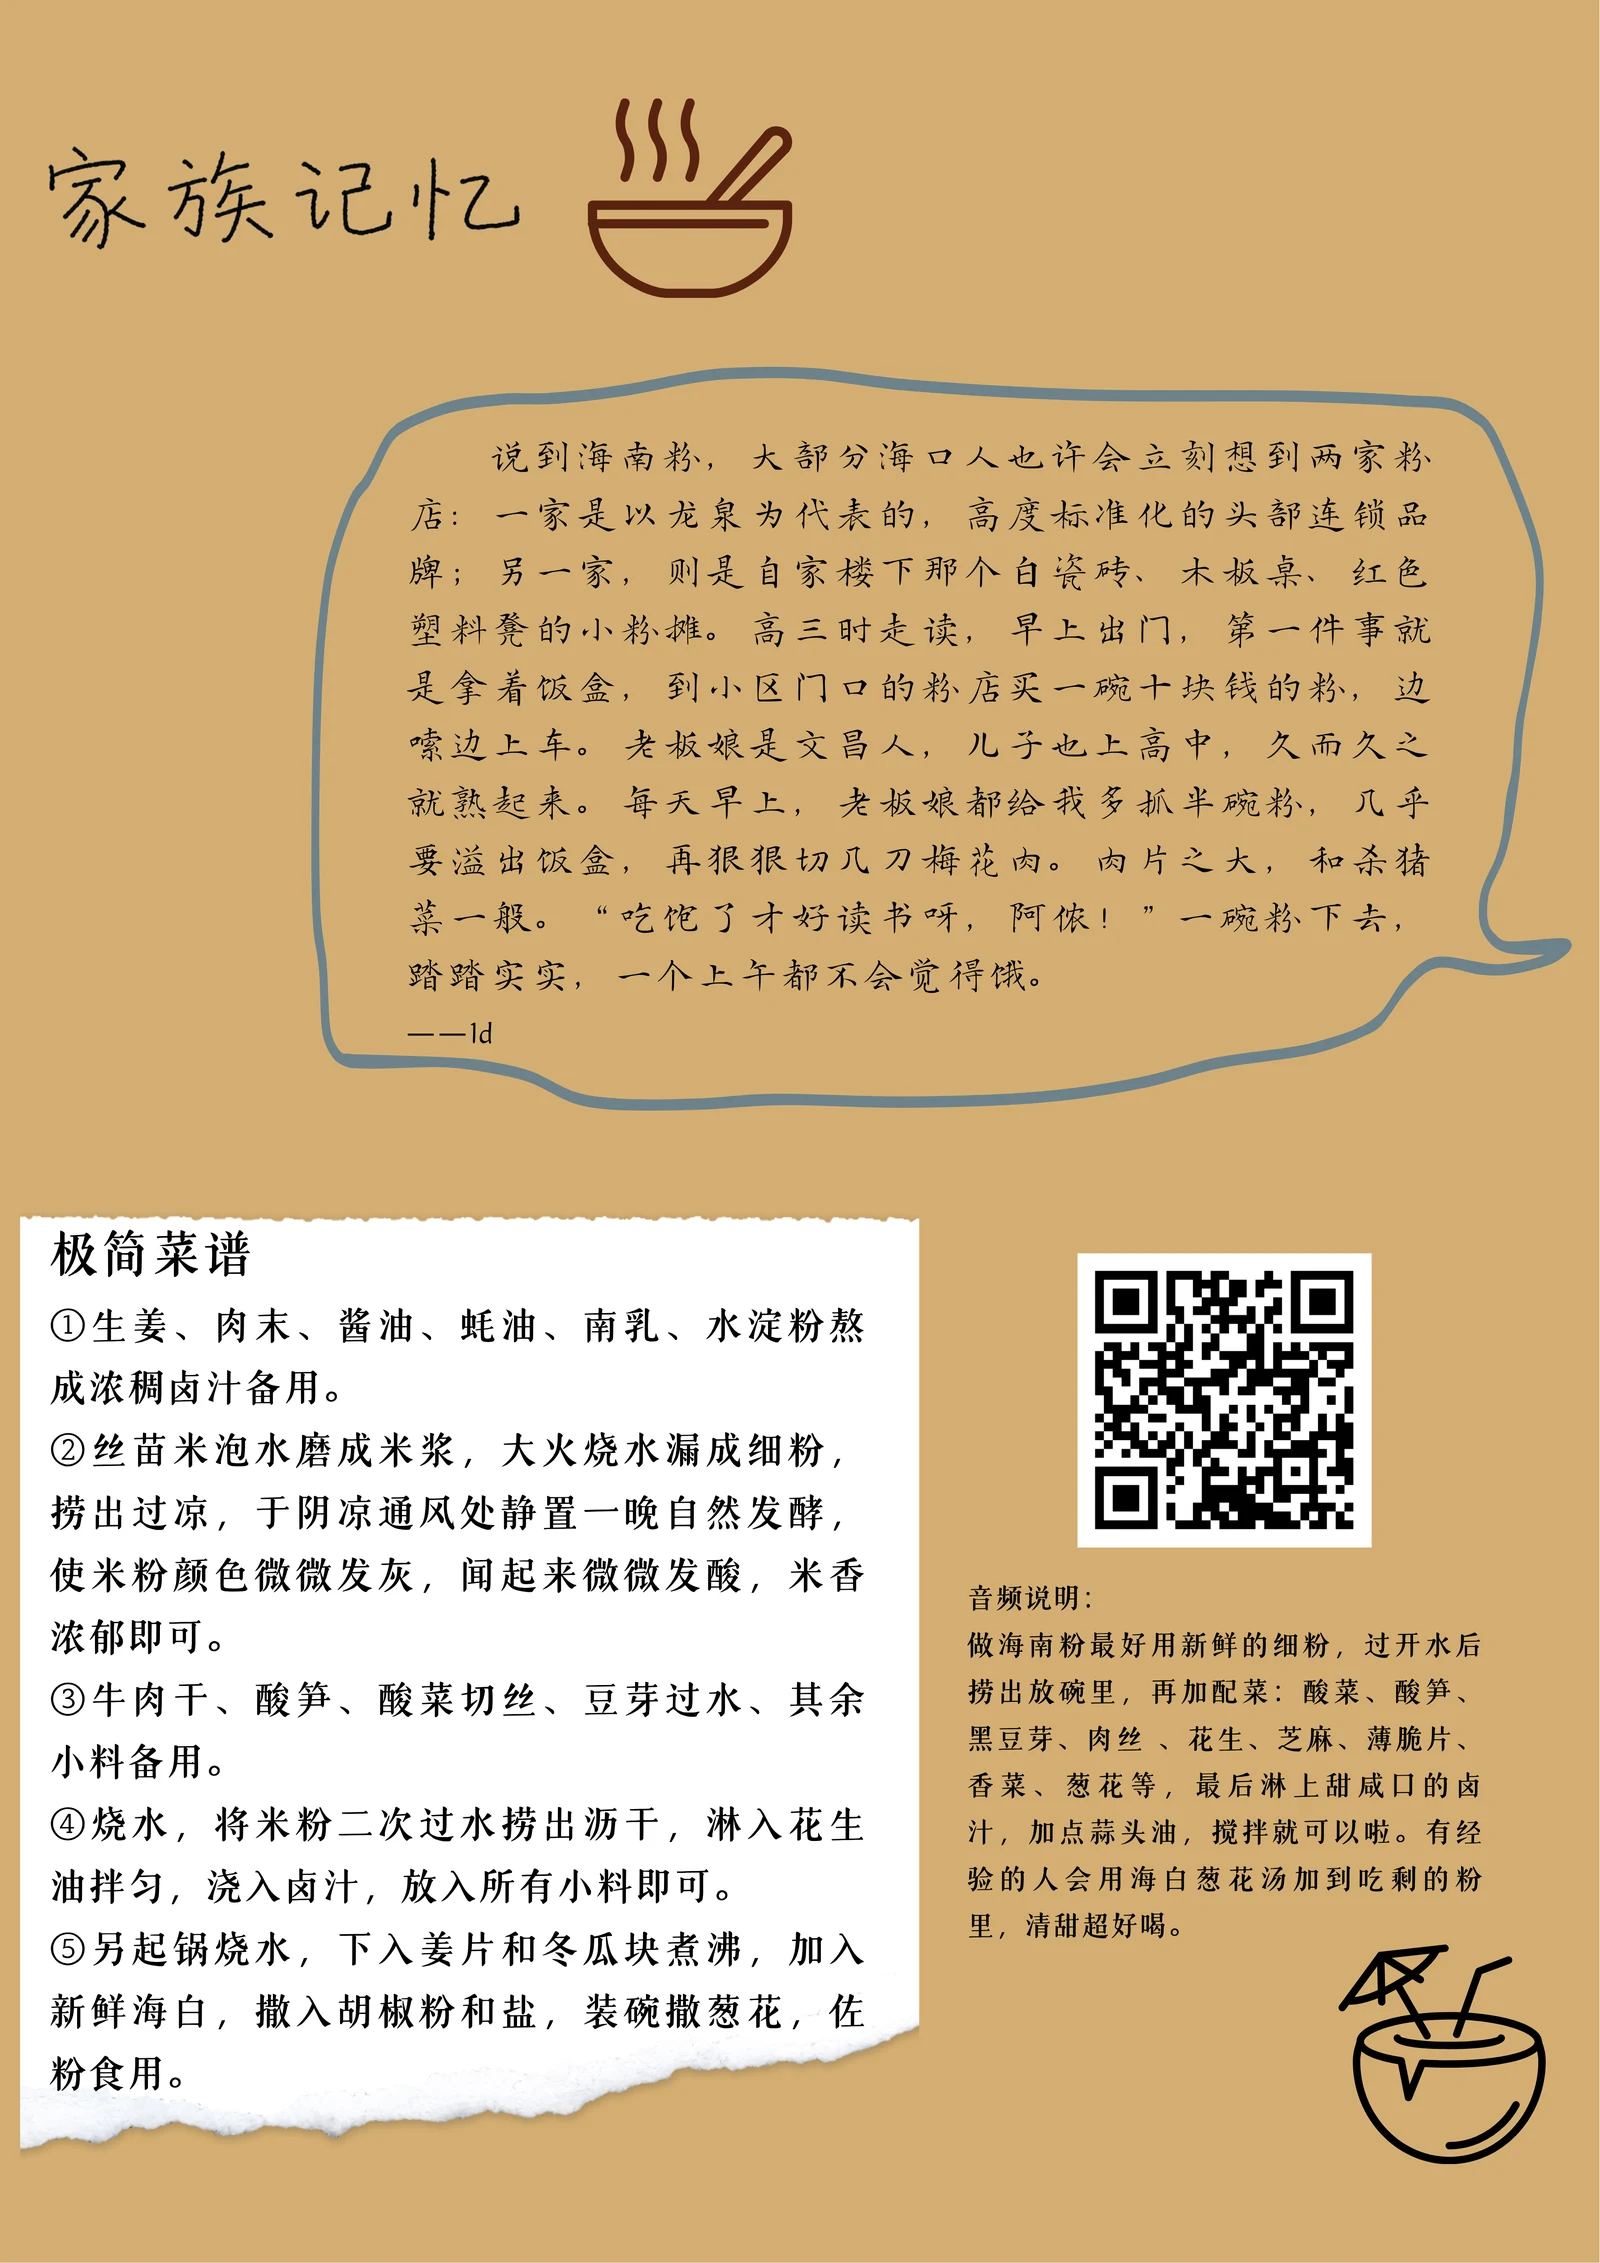 家族记忆
说到海南粉，大部分海口人也许会立刻想到两家粉
店：一家是以龙泉为代表的，高度标准化的头部连锁品
牌；另一家，则是自家楼下那个白瓷砖、木板桌、红色
塑料凳的小粉摊。高三时走读，早上出门，第一件事就
是拿着饭盒，到小区门口的粉店买一碗十块钱的粉，边
嗦边上车。老板娘是文昌人，儿子也上高中，久而久之
就熟起来。每天早上，老板娘都给我多抓半碗粉，几乎
要溢出饭盒，再狠狠切几刀梅花肉。肉片之大，和杀猪
菜一般。“吃饱了才好读书呀，阿侬！”一碗粉下去，
踏踏实实，一个上午都不会觉得饿。
——ld
极简菜谱
①生姜、肉末、酱油、蚝油、南乳、水淀粉熬
成浓稠卤汁备用。
②丝苗米泡水磨成米浆，大火烧水漏成细粉，
捞出过凉，于阴凉通风处静置一晚自然发酵，
使米粉颜色微微发灰，闻起来微微发酸，米香
浓郁即可。
③牛肉干、酸笋、酸菜切丝、豆芽过水、其余
小料备用。
④烧水，将米粉二次过水捞出沥干，淋入花生
油拌匀，浇入卤汁，放入所有小料即可。
⑤另起锅烧水，下入姜片和冬瓜块煮沸，加入
新鲜海白，撒入胡椒粉和盐，装碗撒葱花，佐
粉食用。
音频说明：
做海南粉最好用新鲜的细粉，过开水后
捞出放碗里，再加配菜：酸菜、酸笋、
黑豆芽、肉丝 、花生、芝麻、薄脆片、
香菜、葱花等，最后淋上甜咸口的卤
汁，加点蒜头油，搅拌就可以啦。有经
验的人会用海白葱花汤加到吃剩的粉
里，清甜超好喝。